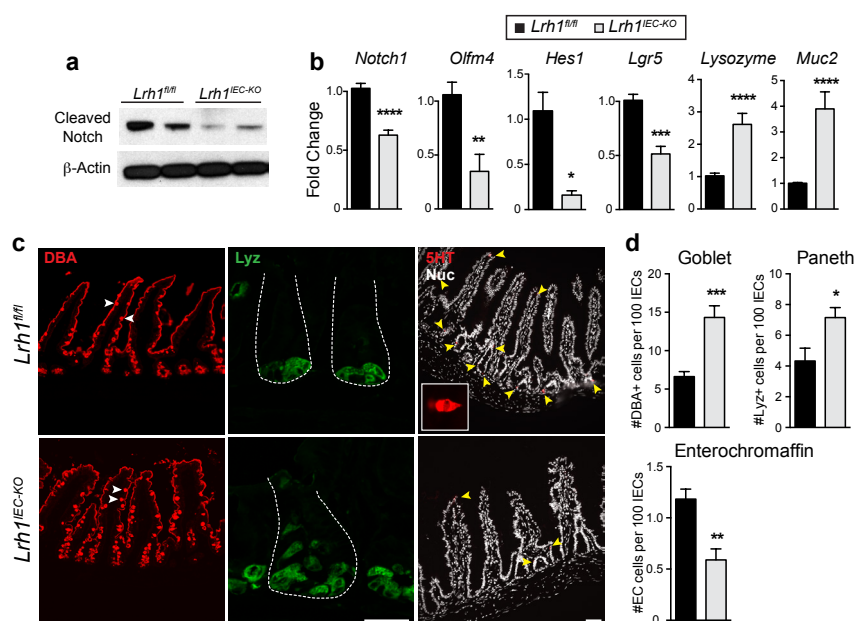 Lrh1fl/fl Lrh1IEC-KO
a
Lrh1fl/fl Lrh1IEC-KO
Cleaved
Notch
β-Actin
b
Notch1 Olfm4 Hes1 Lgr5 Lysozyme Muc2
Fold Change
1.0
0.5
0
****
1.0
0.5
0
**
1.5
1.0
0.5
0
*
1.0
0.5
0
***
4
3
2
1
0
****
5
4
3
2
1
0
****
c
DBA Lyz 5HT
Nuc
Lrh1fl/fl
Lrh1IEC-KO
d
Goblet
#DBA+ cells per 100 IECs
20
15
10
5
0
***
Paneth
#Lyz+ cells per 100 IECs
10
8
6
4
2
0
*
Enterochromaffin
#EC cells per 100 IECs
1.5
1.0
0.5
0
**